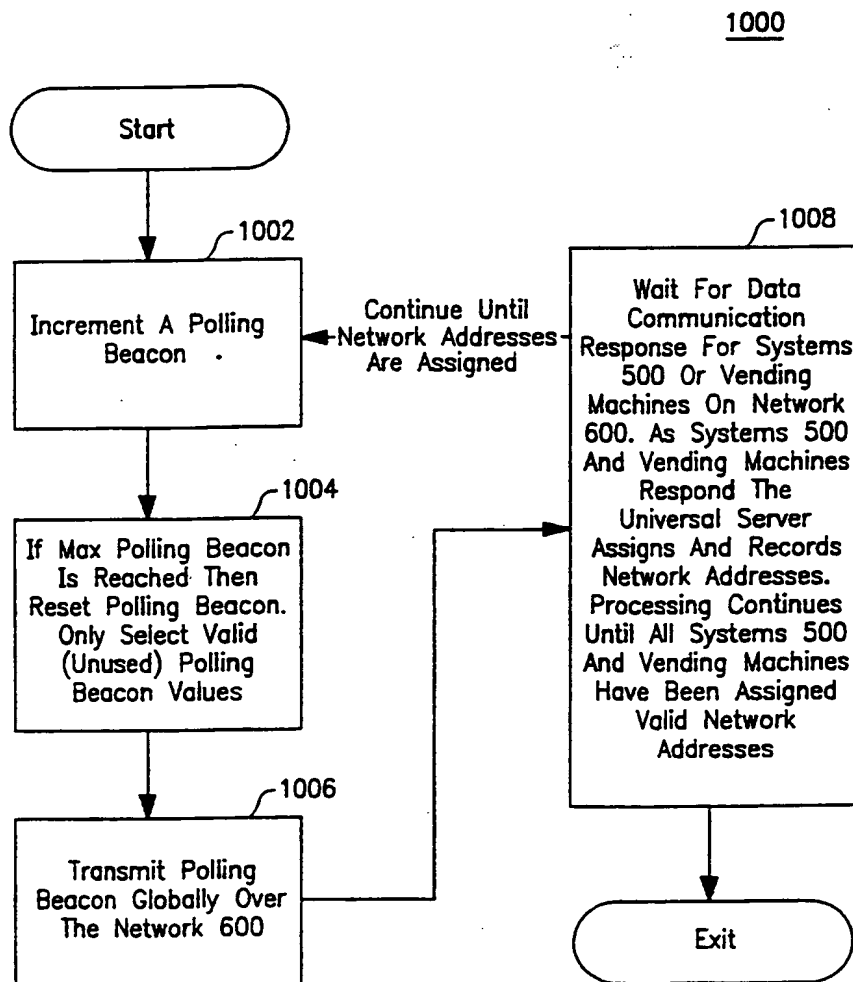 1000
Start
1002
Increment A Polling
Beacon
1004
If Max Polling Beacon
Is Reached Then
Reset Polling Beacon.
Only Select Valid
(Unused) Polling
Beacon Values
1006
Transmit Polling
Beacon Globally Over
The Network 600
Continue Until
Network Addresses
Are Assigned
1008
Wait For Data
Communication
Response For Systems
500 Or Vending
Machines On Network
600. As Systems 500
And Vending Machines
Respond The
Universal Server
Assigns And Records
Network Addresses.
Processing Continues
Until All Systems 500
And Vending Machines
Have Been Assigned
Valid Network
Addresses
Exit